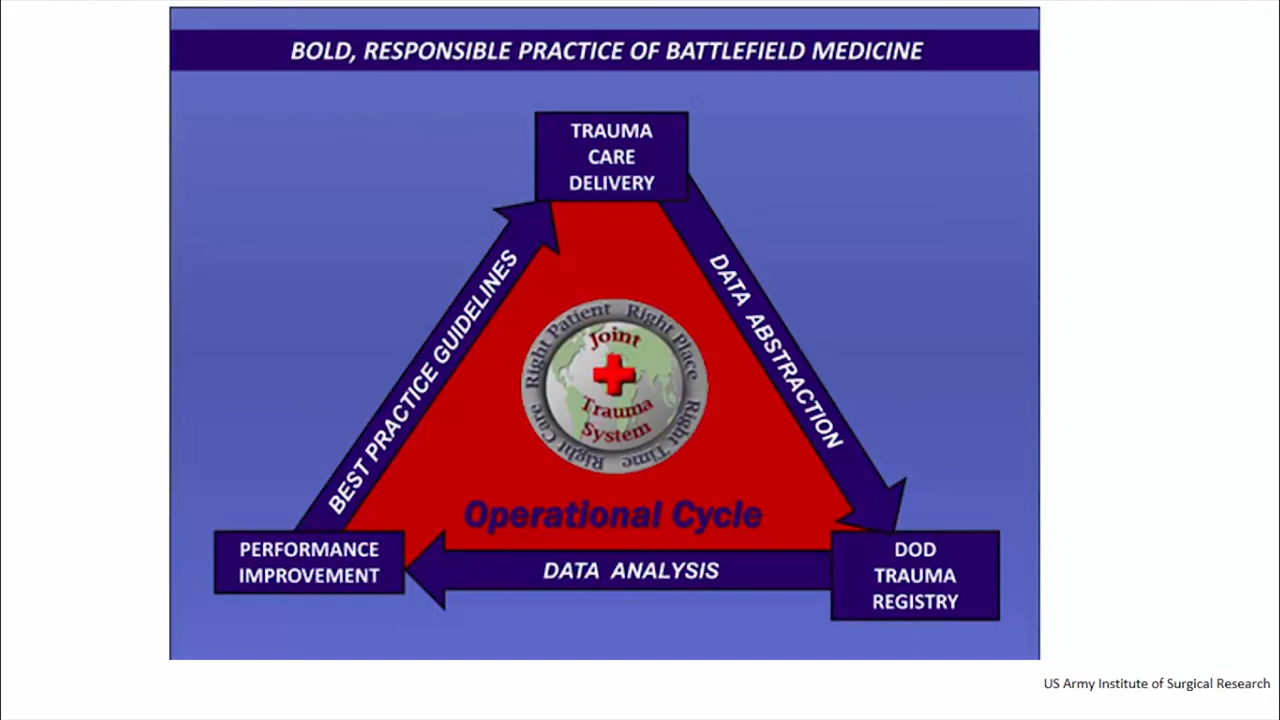 BOLD, RESPONSIBLE PRACTICE OF BATTLEFIELD MEDICINE
TRAUMA
CARE
DELIVERY
BEST PRACTICE GUIDELINES
DATA ABSTRACTION
Right Patient Right Place Right Time Right Care
Joint
Trauma
System
Operational Cycle
PERFORMANCE
IMPROVEMENT
DATA ANALYSIS
DOD
TRAUMA
REGISTRY
US Army Institute of Surgical Research